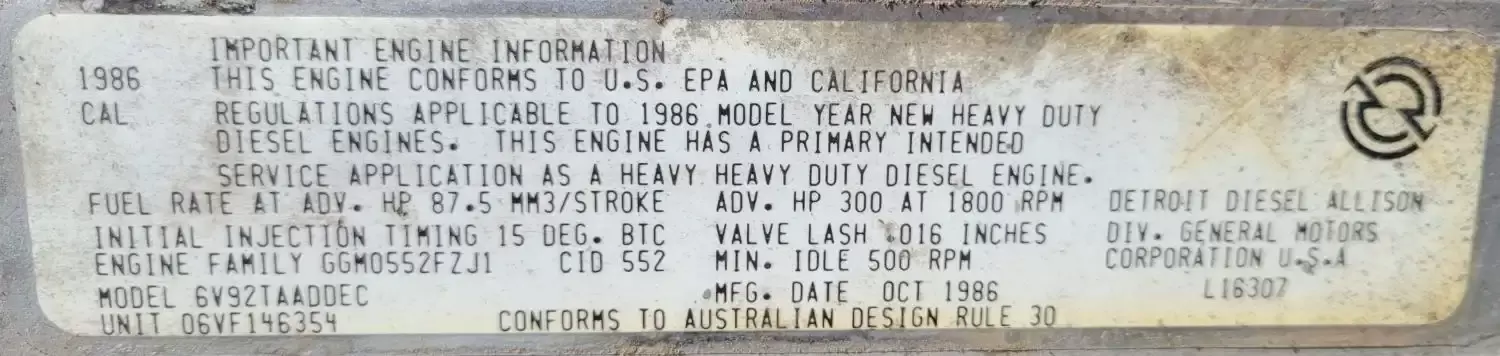 IMPORTANT ENGINE INFORMATION
1986 THIS ENGINE CONFORMS TO U.S. EPA AND CALIFORNIA
CAL REGULATIONS APPLICABLE TO 1986 MODEL YEAR NEW HEAVY DUTY
DIESEL ENGINES. THIS ENGINE HAS A PRIMARY INTENDED
SERVICE APPLICATION AS A HEAVY HEAVY DUTY DIESEL ENGINE.
FUEL RATE AT ADV. HP 87.5 MM3/STROKE ADV. HP 300 AT 1800 RPM DETROIT DIESEL ALLISON
INITIAL INJECTION TIMING 15 DEG. BTC VALVE LASH .016 INCHES DIV. GENERAL MOTORS
ENGINE FAMILY GGM0552FZJ1 CID 552 MIN. IDLE 500 RPM CORPORATION U.S.A
MODEL 6V92TAADDEC MFG. DATE OCT 1986 L16307
UNIT 06VF146354 CONFORMS TO AUSTRALIAN DESIGN RULE 30